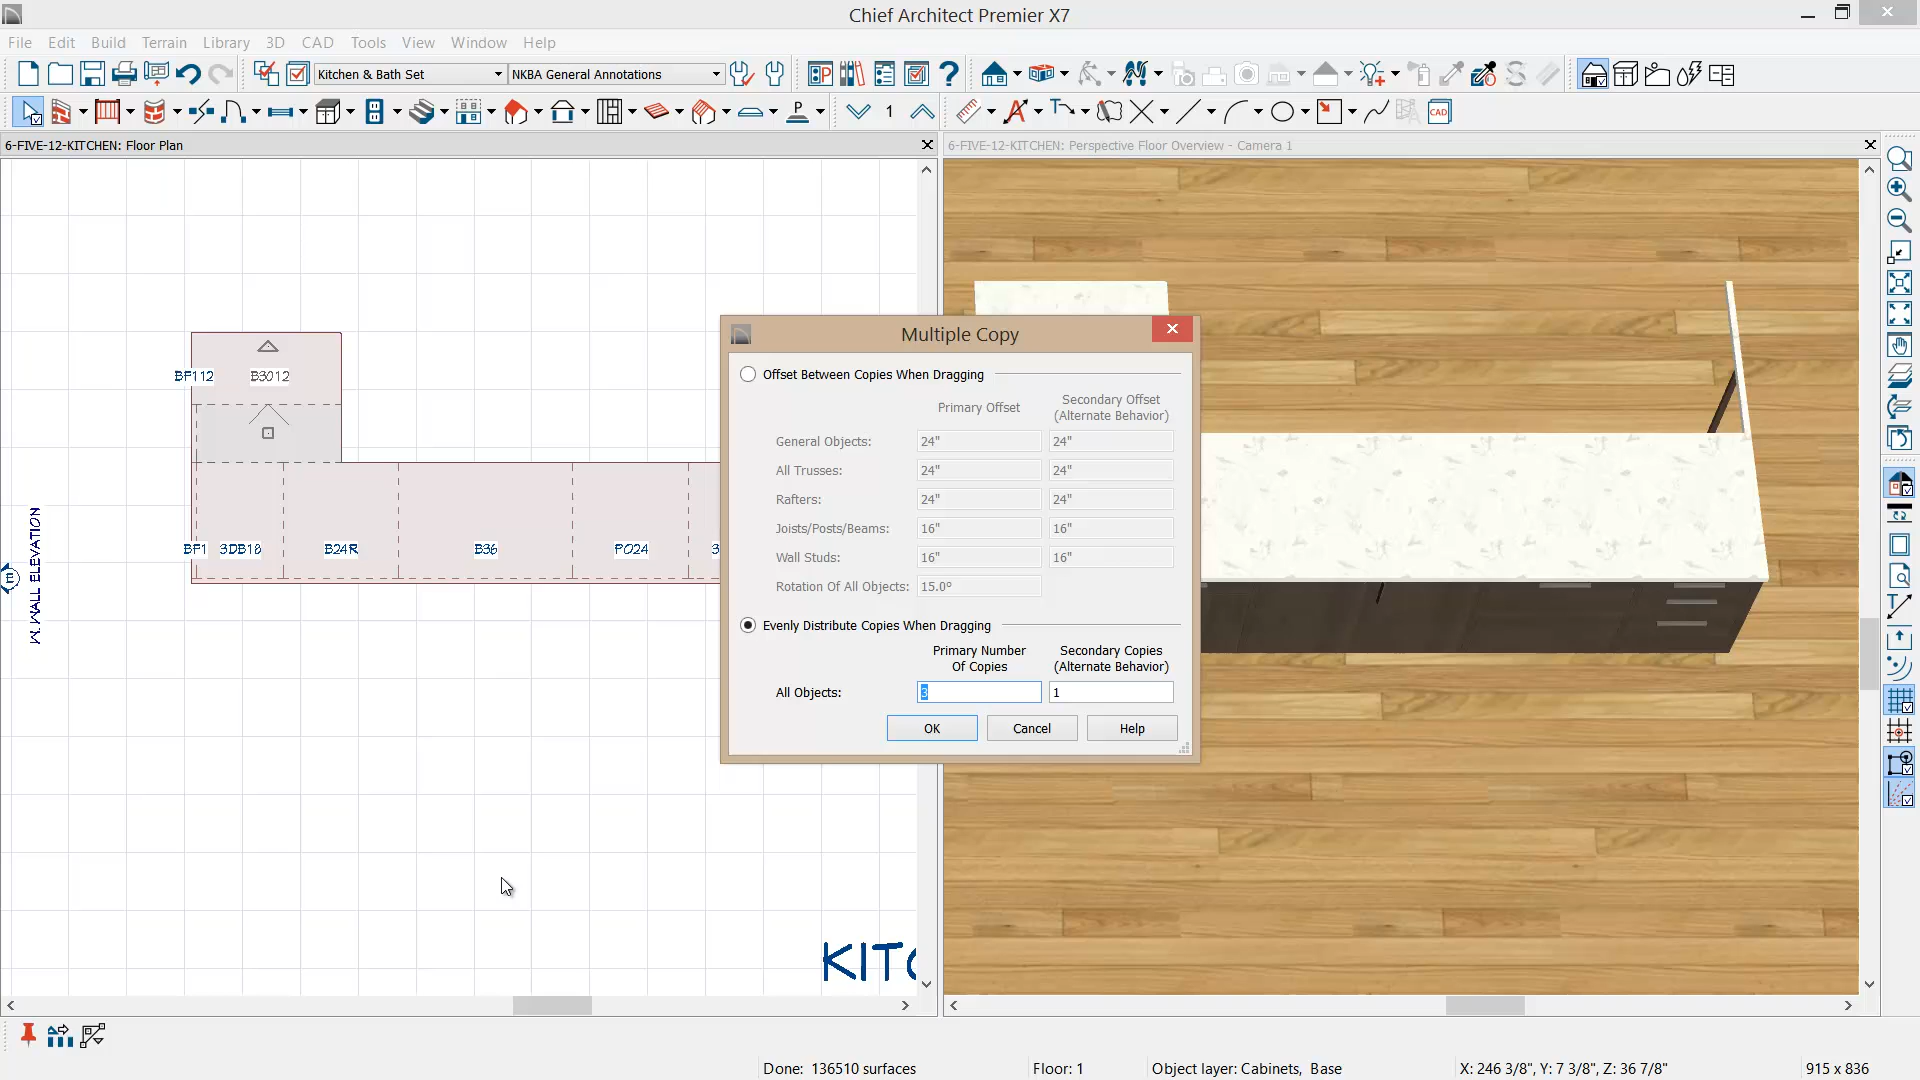 Chief Architect Premier X7
File Edit Build Terrain Library 3D CAD Tools View Window Help
Kitchen & Bath Set NKBA General Annotations
P 1 A T CAD
6-FIVE-12-KITCHEN: Floor Plan
6-FIVE-12-KITCHEN: Perspective Floor Overview - Camera 1
Multiple Copy
Offset Between Copies When Dragging
Primary Offset Secondary Offset
(Alternate Behavior)
General Objects: 24" 24"
All Trusses: 24" 24"
Rafters: 24" 24"
Joists/Posts/Beams: 16" 16"
Wall Studs: 16" 16"
Rotation Of All Objects: 15.0°
Evenly Distribute Copies When Dragging
Primary Number Secondary Copies
Of Copies (Alternate Behavior)
All Objects: 3 1
OK Cancel Help
BF112 B3012
BF1 3DB18 B24R B36 PO24 3
W. WALL ELEVATION
m
KITC
Done: 136510 surfaces Floor: 1 Object layer: Cabinets, Base X: 246 3/8", Y: 7 3/8", Z: 36 7/8" 915 x 836